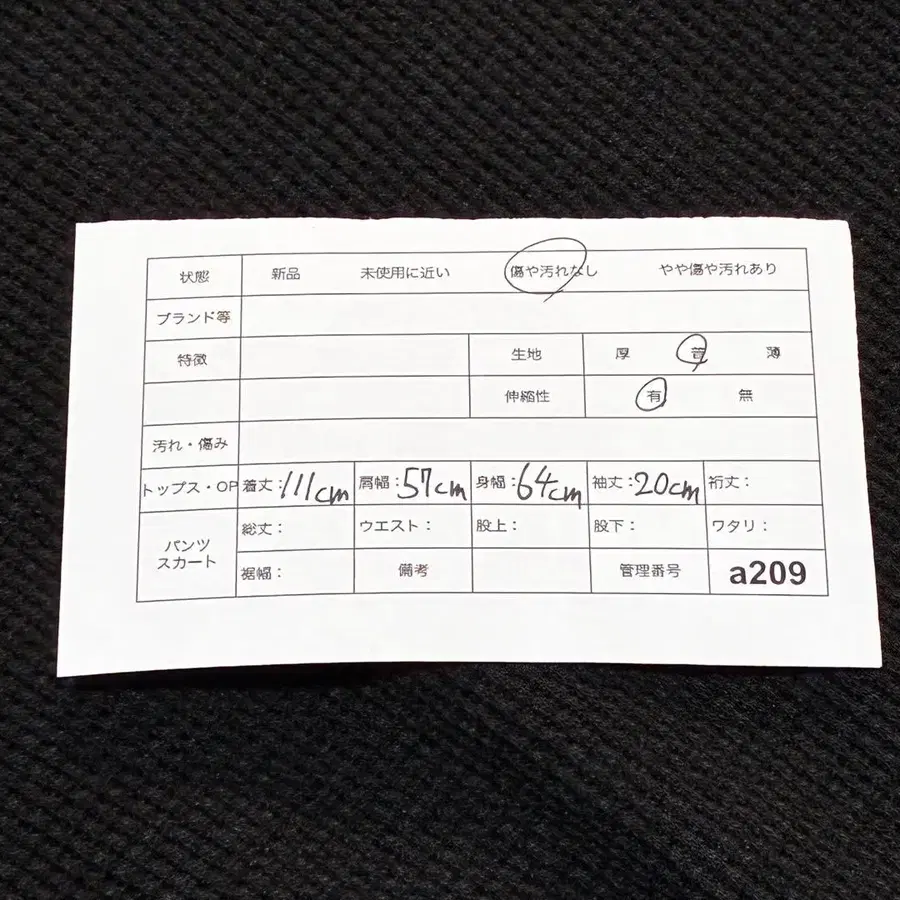 状態 新品 未使用に近い 傷や汚れなし やや傷や汚れあり
ブランド等
特徴 生地 厚 普 薄
伸縮性 有 無
汚れ・傷み
トップス・OP 着丈：111cm 肩幅：57cm 身幅：64cm 袖丈：20cm 裄丈：
パンツ スカート 総丈： ウエスト： 股上： 股下： ワタリ：
裾幅： 備考 管理番号 a209